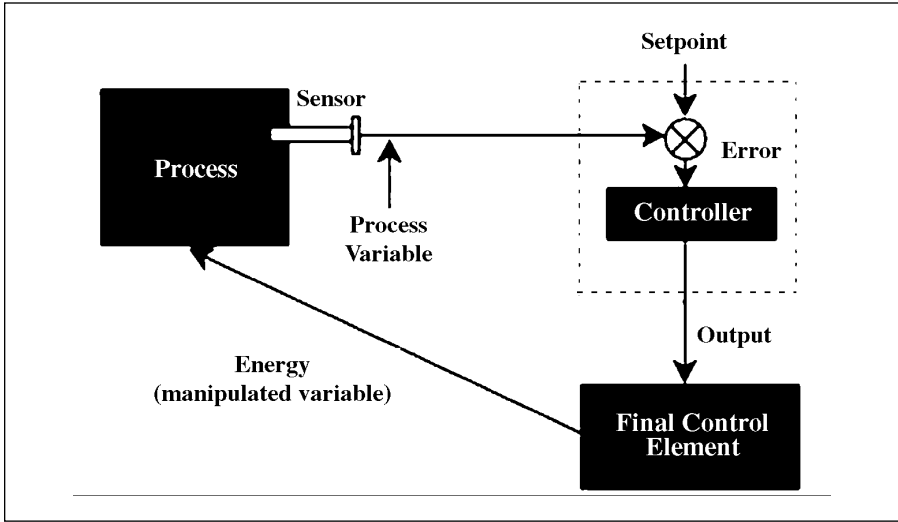 Setpoint
Sensor
Process
Error
Controller
Process
Variable
Output
Energy
(manipulated variable)
Final Control
Element